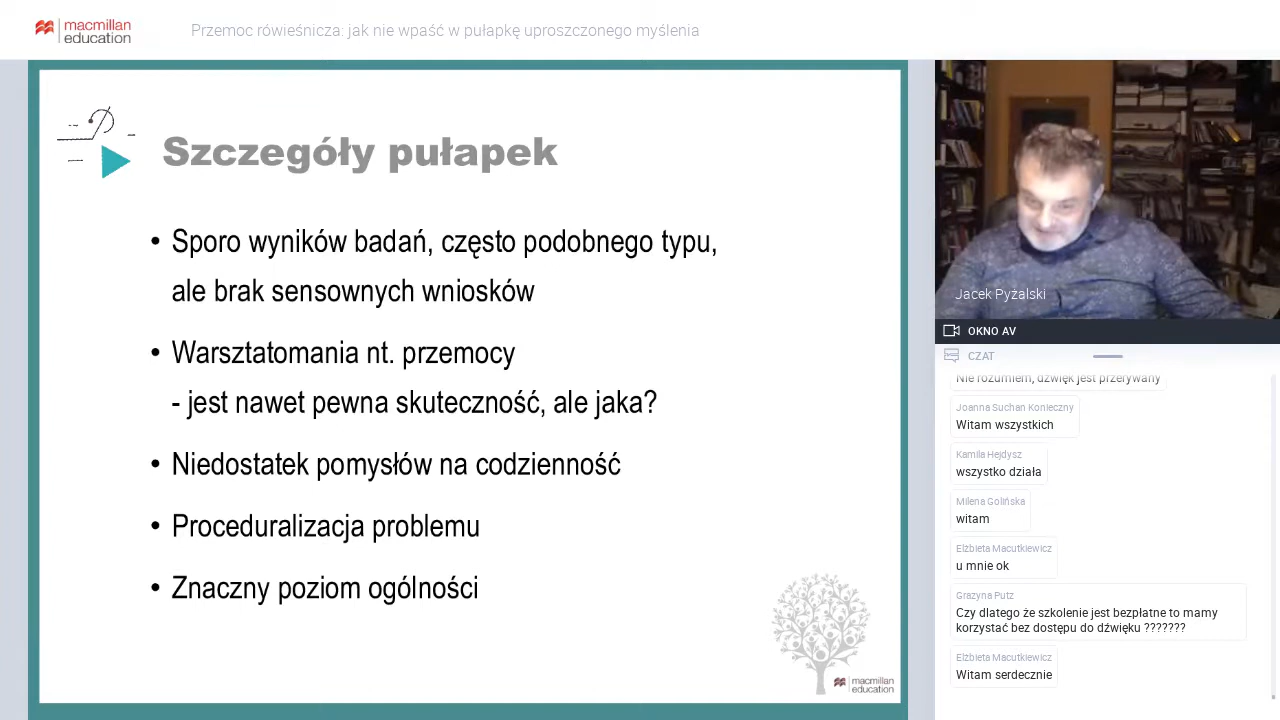 macmillan
education
Przemoc rówieśnicza: jak nie wpaść w pułapkę uproszczonego myślenia
Szczegóły pułapek
• Sporo wyników badań, często podobnego typu,
ale brak sensownych wniosków
• Warsztatomania nt. przemocy
- jest nawet pewna skuteczność, ale jaka?
• Niedostatek pomysłów na codzienność
• Proceduralizacja problemu
• Znaczny poziom ogólności
macmillan
education
Jacek Pyżalski
OKNO AV
CZAT
Nie rozumiem, dźwięk jest przerywany
Joanna Suchan Konieczny
Witam wszystkich
Kamila Hejdysz
wszystko działa
Milena Golińska
witam
Elżbieta Macutkiewicz
u mnie ok
Grażyna Putz
Czy dlatego że szkolenie jest bezpłatne to mamy
korzystać bez dostępu do dźwięku ???????
Elżbieta Macutkiewicz
Witam serdecznie